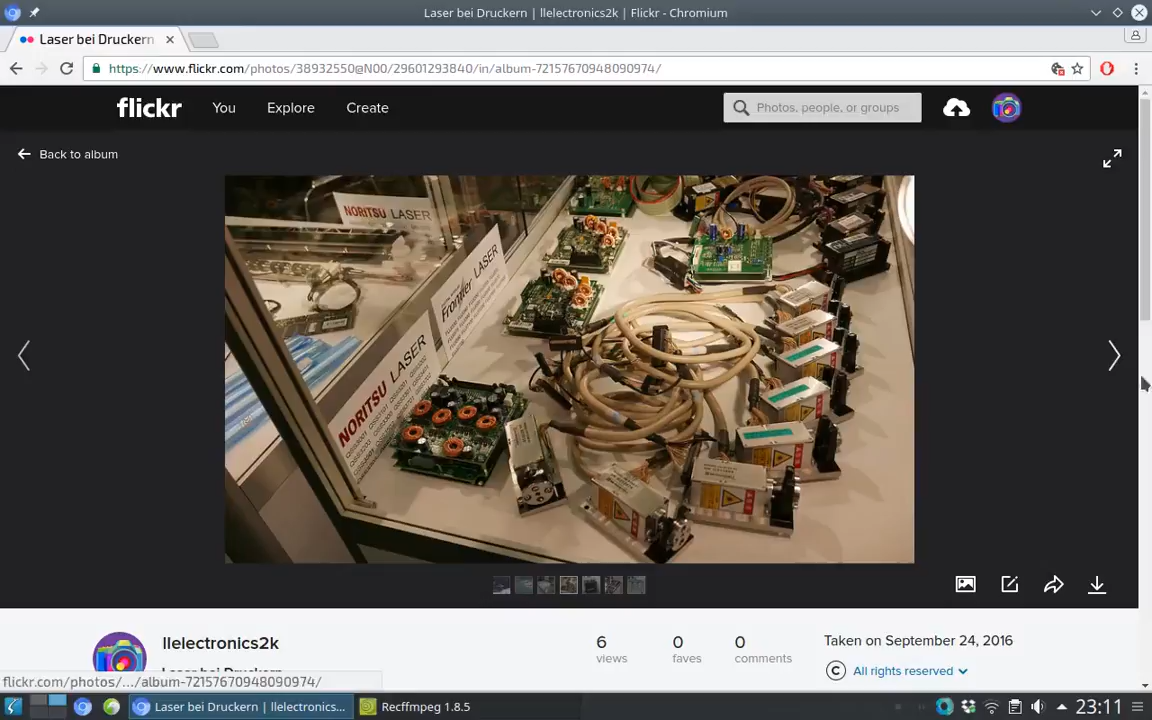 Laser bei Druckern | llelectronics2k | Flickr - Chromium
Laser bei Druckern
https://www.flickr.com/photos/38932550@N00/29601293840/in/album-72157670948090974/
flickr
You
Explore
Create
Photos, people, or groups
Back to album
NORITSU LASER
Frontier LASER
NORITSU LASER
llelectronics2k
Laser bei Druckern
6
views
0
faves
0
comments
Taken on September 24, 2016
All rights reserved
flickr.com/photos/.../album-72157670948090974/
Laser bei Druckern | llelectronics...
Recffmpeg 1.8.5
23:11